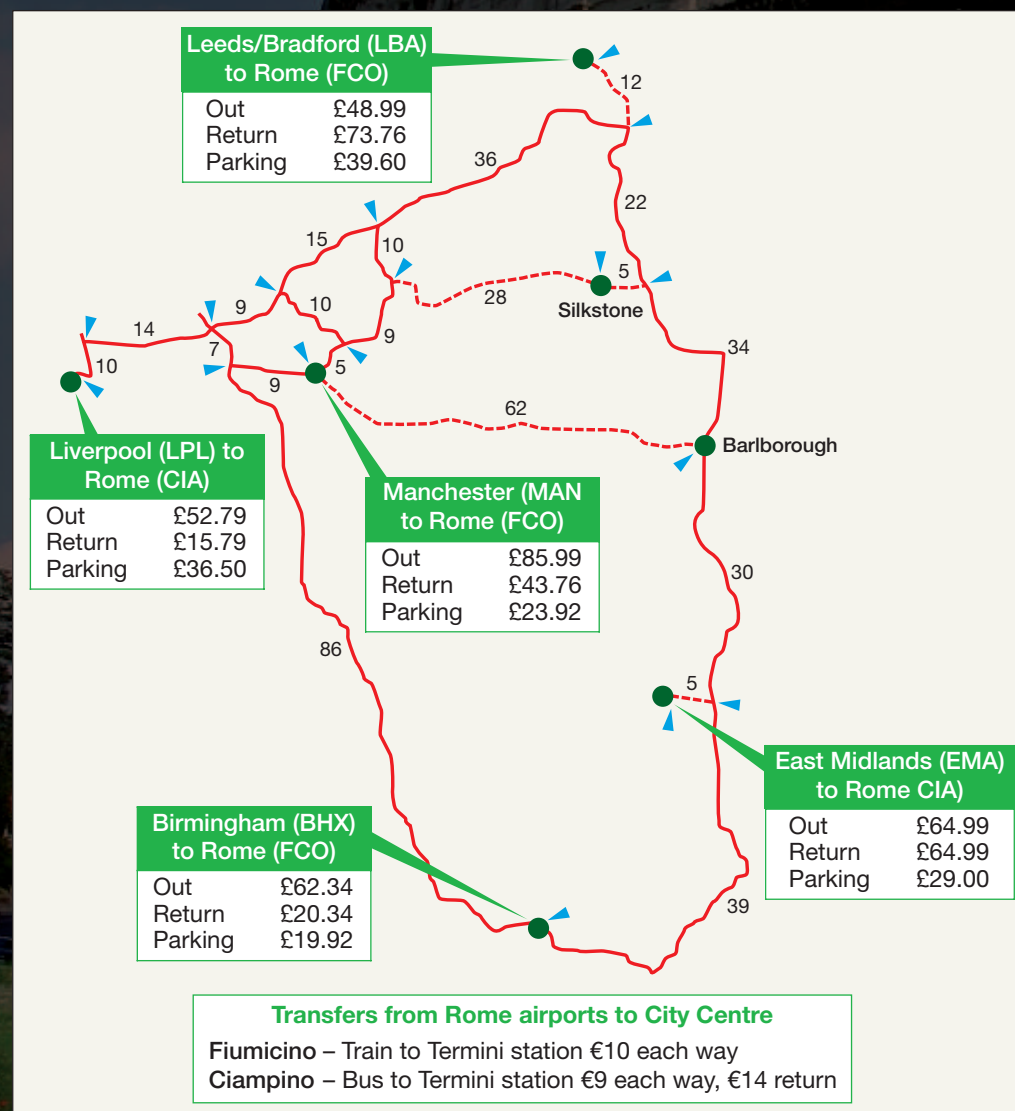 Leeds/Bradford (LBA)
to Rome (FCO)
Out £48.99
Return £73.76
Parking £39.60
12
36
22
15
10
5
Silkstone
28
9
10
9
14
7
34
10
9
5
62
Barlborough
Liverpool (LPL) to
Rome (CIA)
Out £52.79
Return £15.79
Parking £36.50
Manchester (MAN
to Rome (FCO)
Out £85.99
Return £43.76
Parking £23.92
30
86
5
East Midlands (EMA)
to Rome CIA)
Out £64.99
Return £64.99
Parking £29.00
Birmingham (BHX)
to Rome (FCO)
Out £62.34
Return £20.34
Parking £19.92
39
Transfers from Rome airports to City Centre
Fiumicino – Train to Termini station €10 each way
Ciampino – Bus to Termini station €9 each way, €14 return